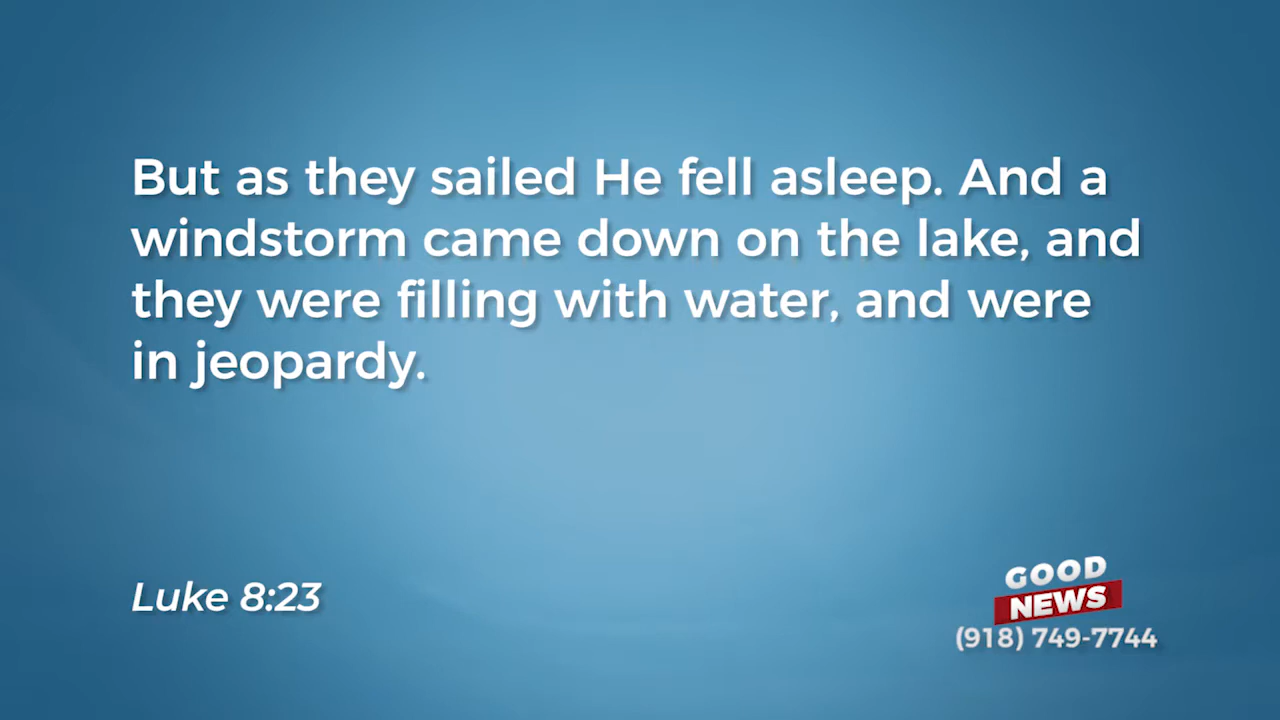 But as they sailed He fell asleep. And a
windstorm came down on the lake, and
they were filling with water, and were
in jeopardy.
Luke 8:23
GOOD
NEWS
(918) 749-7744